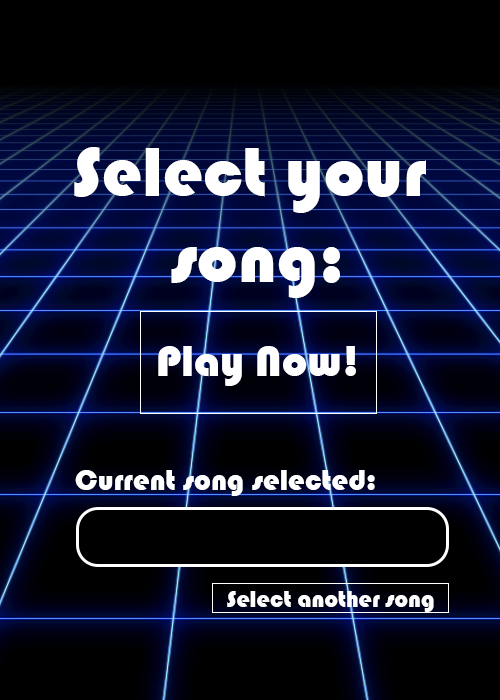 Select your
song:
Play Now!
Current song selected:
Select another song